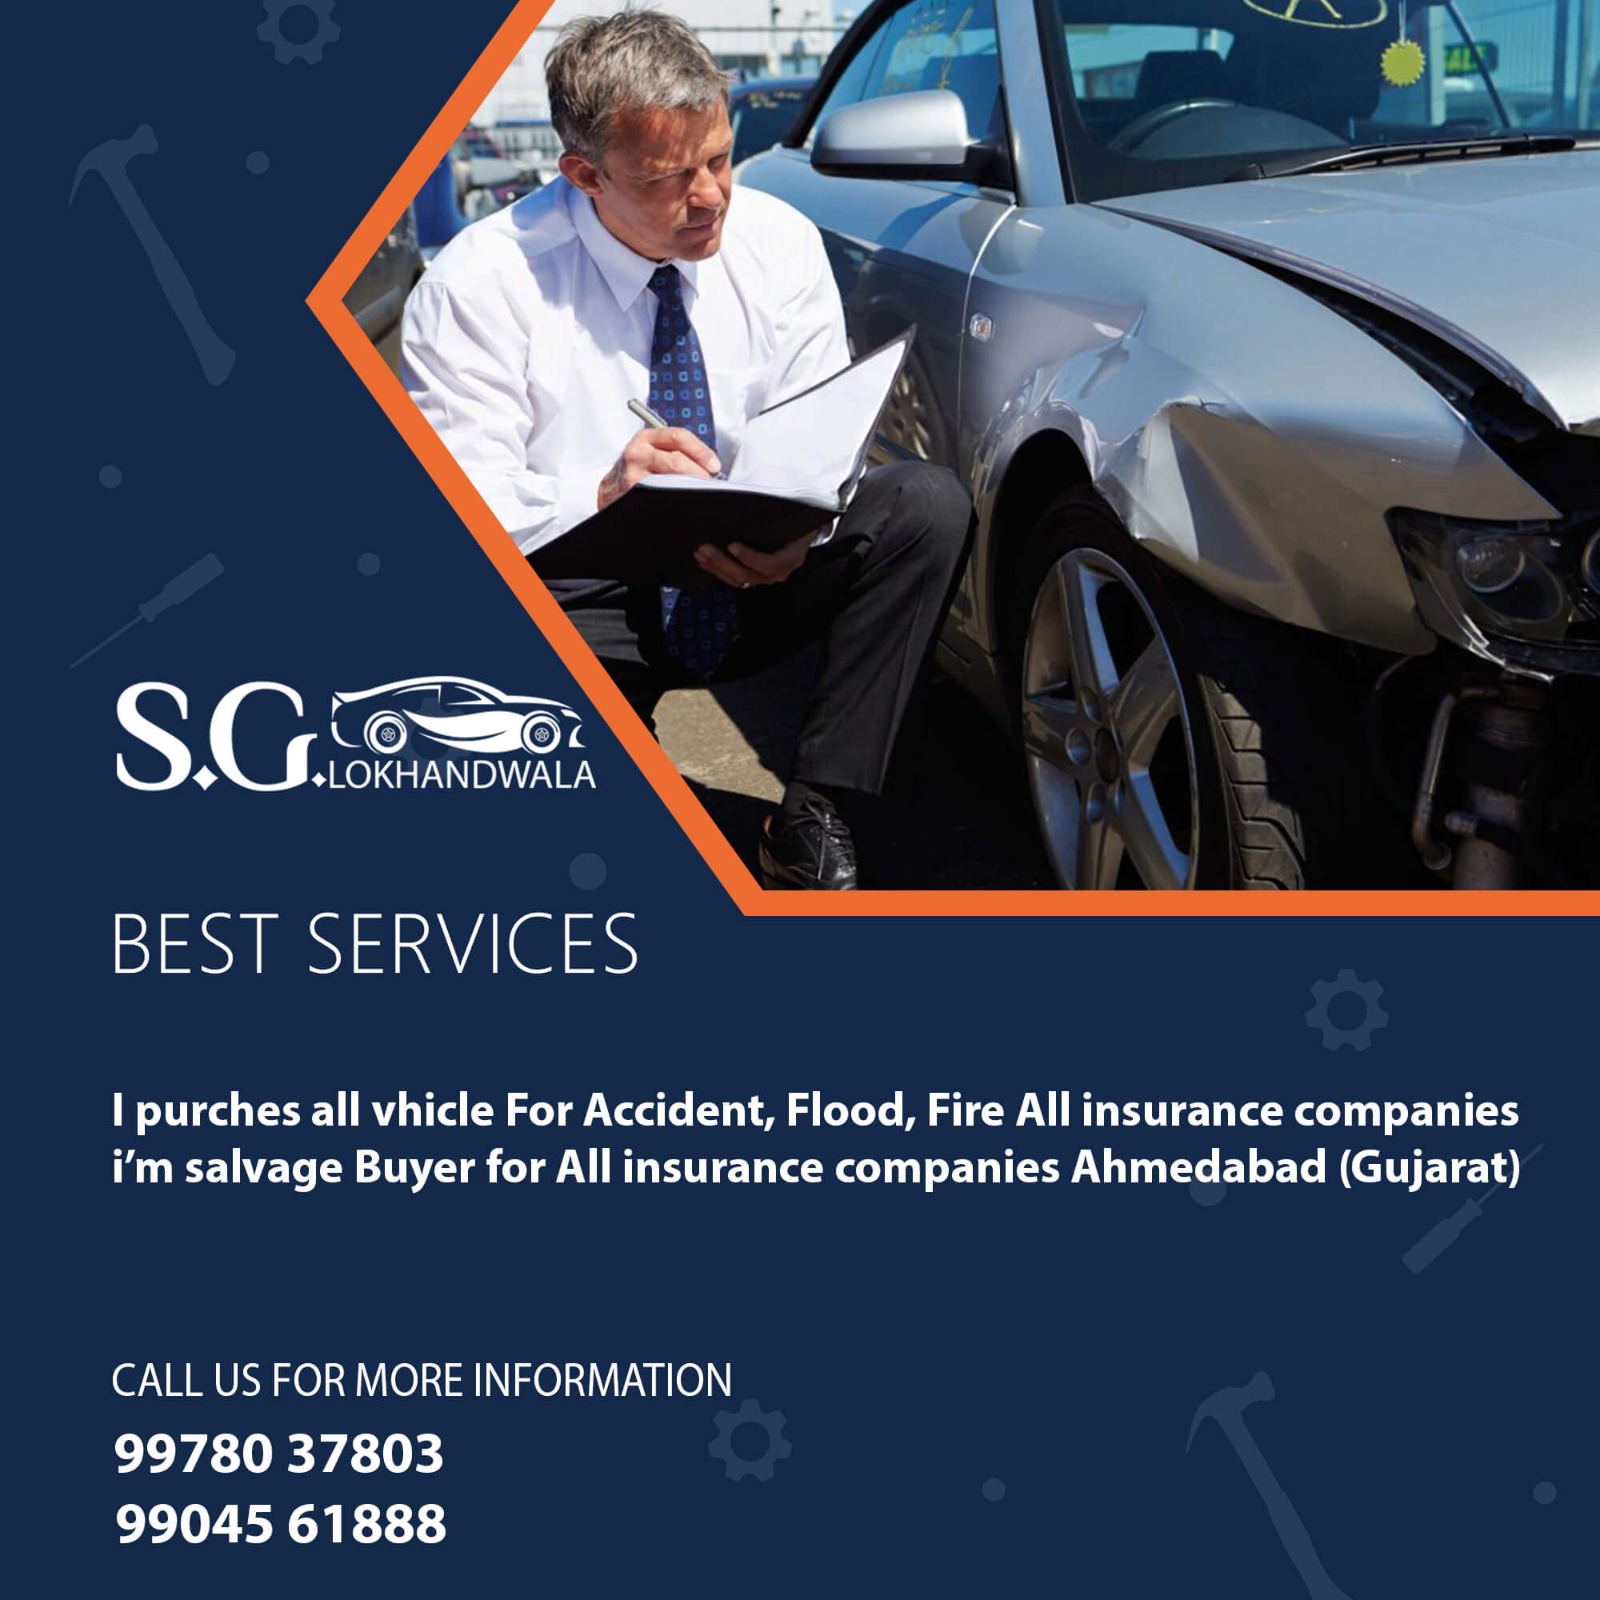 S.G.
LOKHANDWALA
BEST SERVICES
I purches all vhicle For Accident, Flood, Fire All insurance companies
i’m salvage Buyer for All insurance companies Ahmedabad (Gujarat)
CALL US FOR MORE INFORMATION
99780 37803
99045 61888